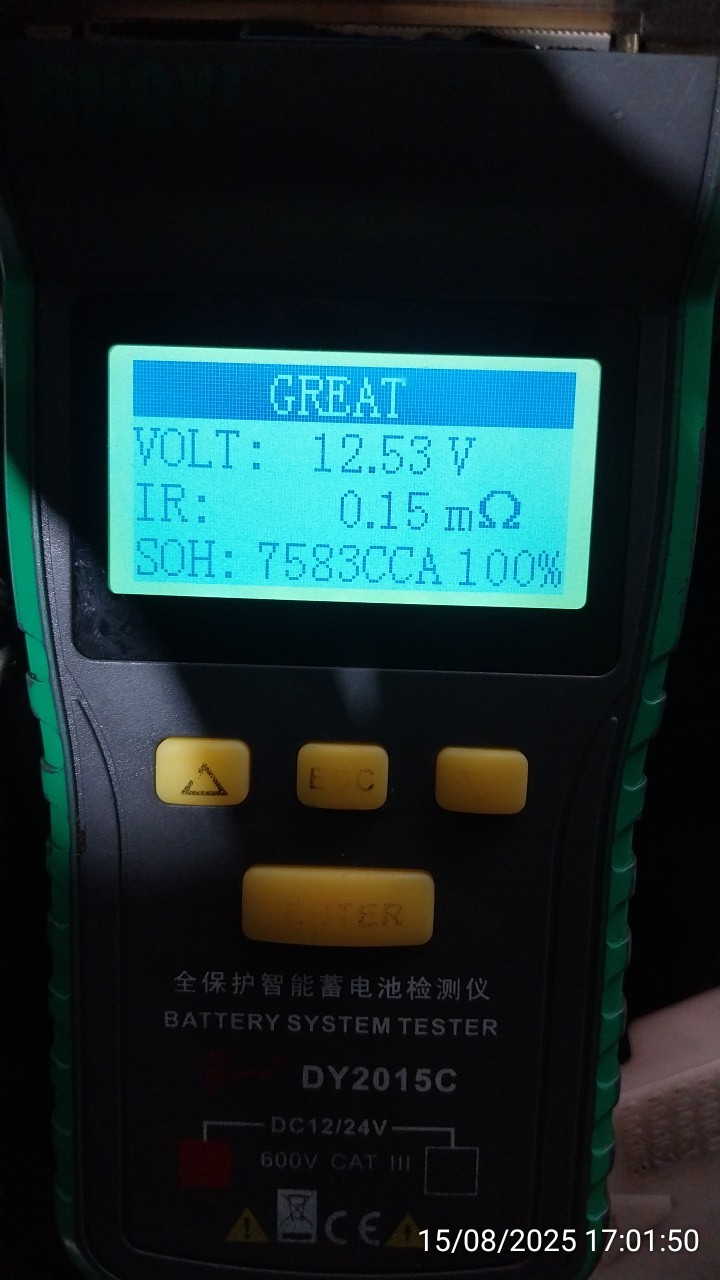 GREAT
VOLT: 12.53 V
IR: 0.15 mΩ
SOH: 7583CCA 100%
E C
ENTER
全保护智能蓄电池检测仪
BATTERY SYSTEM TESTER
DY2015C
DC12/24V
600V CAT III
CE
15/08/2025 17:01:50